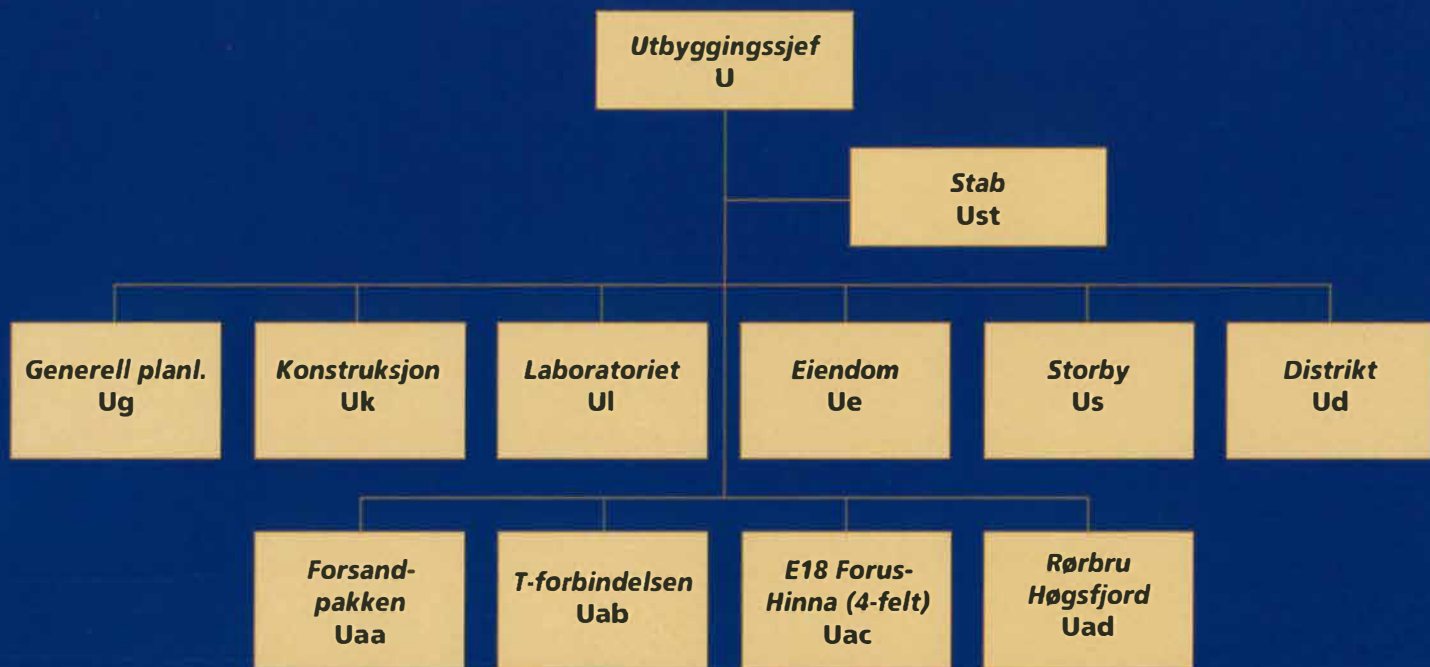 Utbyggingssjef
U
Stab
Ust
Generell planl.
Ug
Konstruksjon
Uk
Laboratoriet
Ul
Eiendom
Ue
Storby
Us
Distrikt
Ud
Forsand-
pakken
Uaa
T-forbindelsen
Uab
E18 Forus-
Hinna (4-felt)
Uac
Rørbru
Høgsfjord
Uad